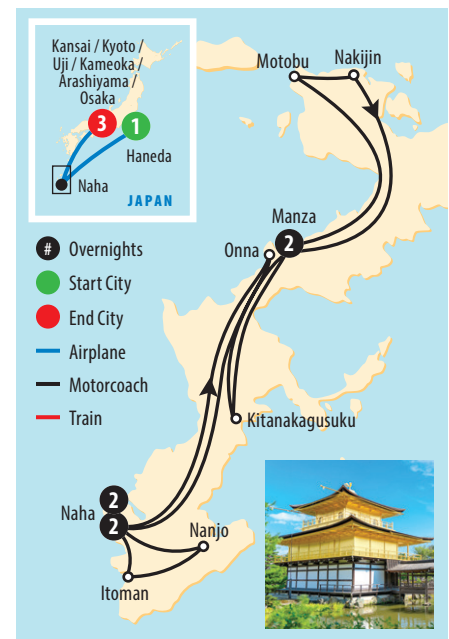 Kansai / Kyoto /
Uji / Kameoka /
Arashiyama /
Osaka
3
1
Haneda
Naha
JAPAN
Motobu
Nakijin
Manza
2
Onna
# Overnights
Start City
End City
Airplane
Motorcoach
Train
Kitanakagusuku
2
Naha
2
Nanjo
Itoman